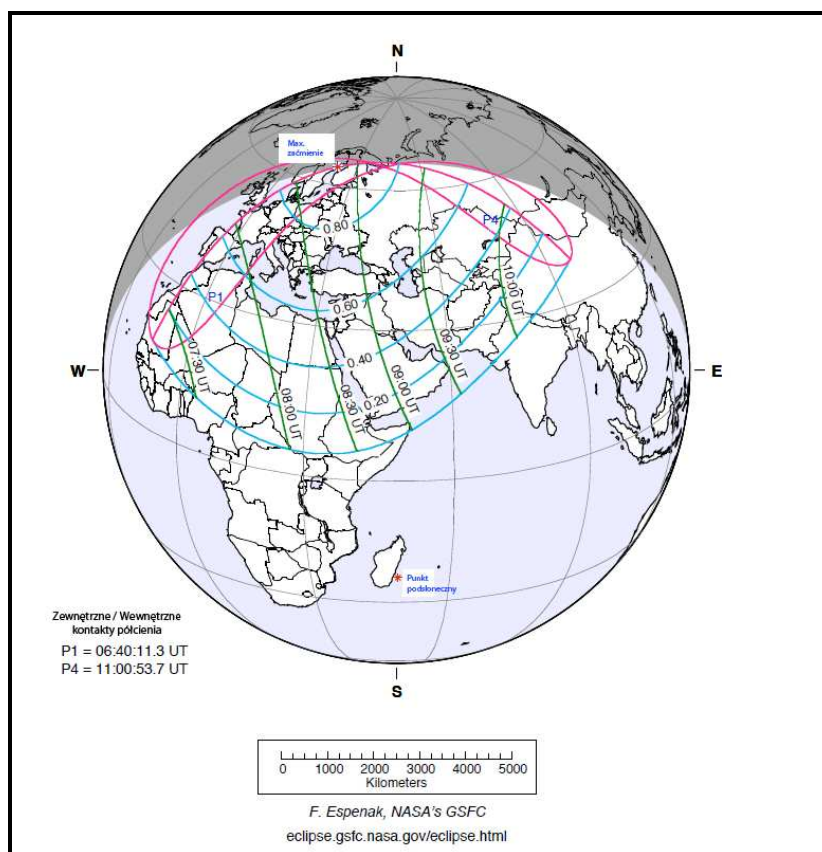 N
Max.
zaćmienie
P4
0.80
P1
0.60
10:00 UT
07:30 UT
09:30 UT
0.40
W
E
08:00 UT
08:30 UT
09:00 UT
0.20
Punkt
podsłoneczny
Zewnętrzne / Wewnętrzne
kontakty półcienia
P1 = 06:40:11.3 UT
P4 = 11:00:53.7 UT
S
0 1000 2000 3000 4000 5000
Kilometers
F. Espenak, NASA's GSFC
eclipse.gsfc.nasa.gov/eclipse.html